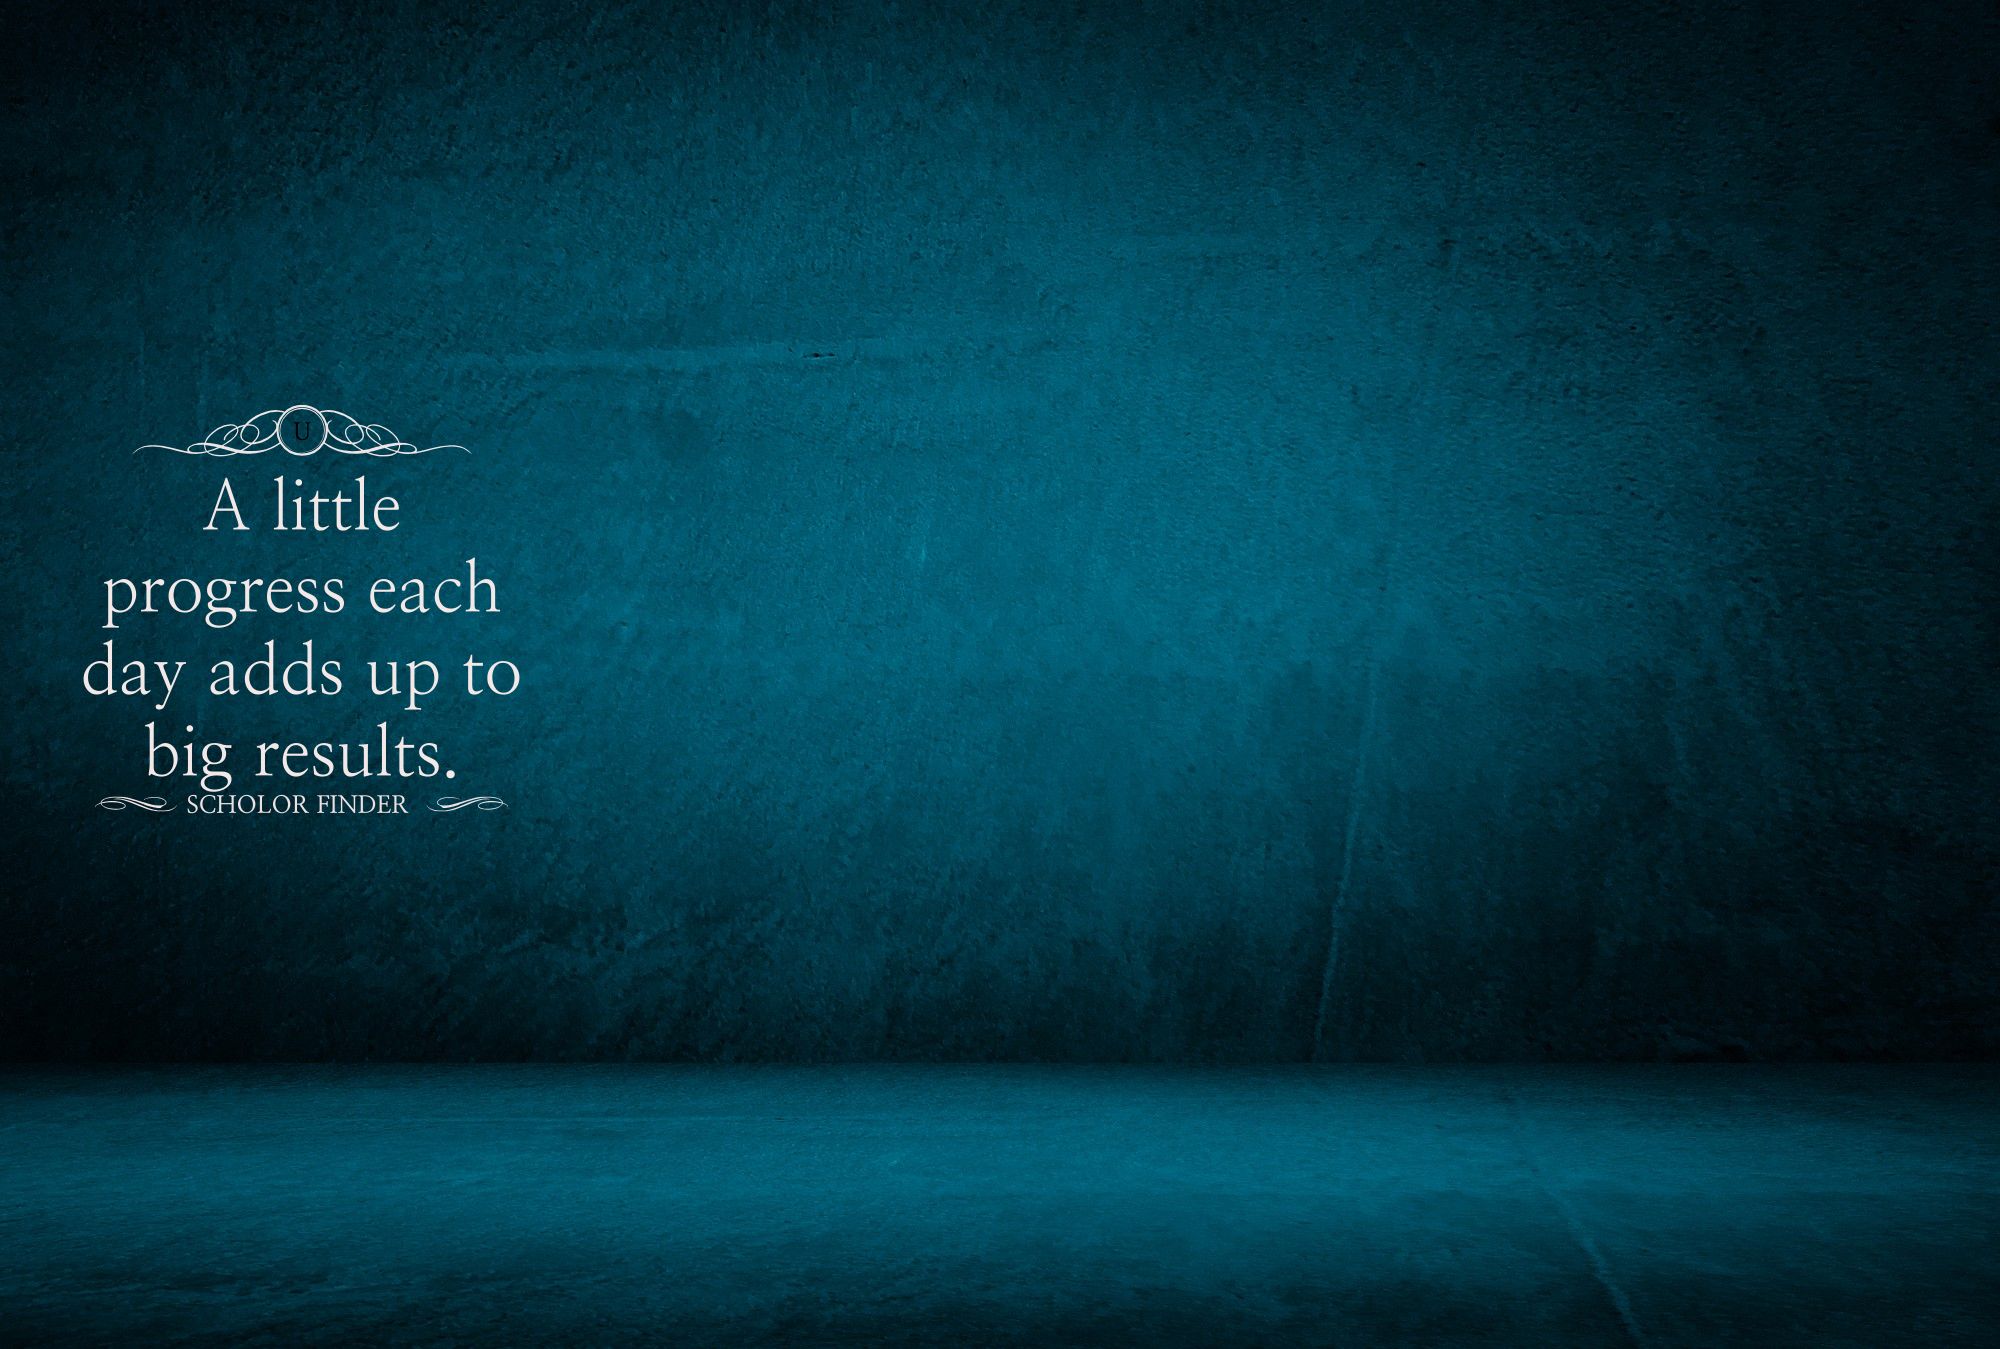 U
A little
progress each
day adds up to
big results.
SCHOLOR FINDER